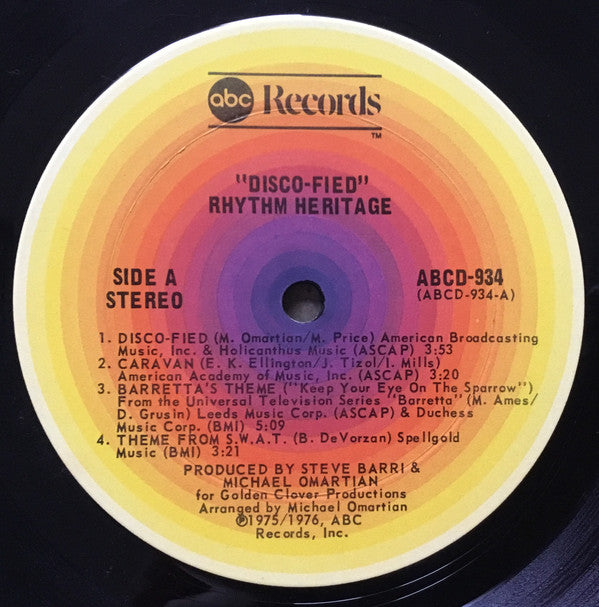 abc Records
TM
"DISCO-FIED"
RHYTHM HERITAGE
SIDE A
STEREO
ABCD-934
(ABCD-934-A)
1. DISCO-FIED (M. Omartian/M. Price) American Broadcasting
Music, Inc. & Holicanthus Music (ASCAP) 3:53
2. CARAVAN (E. K. Ellington/J. Tizol/I. Mills)
American Academy of Music, Inc. (ASCAP) 3:20
3. BARRETTA'S THEME ("Keep Your Eye On The Sparrow")
From the Universal Television Series "Barretta" (M. Ames/
D. Grusin) Leeds Music Corp. (ASCAP) & Duchess
Music Corp. (BMI) 5:09
4. THEME FROM S.W.A.T. (B. DeVorzan) Spellgold
Music (BMI) 3:21
PRODUCED BY STEVE BARRI &
MICHAEL OMARTIAN
for Golden Clover Productions
Arranged by Michael Omartian
℗1975/1976, ABC
Records, Inc.